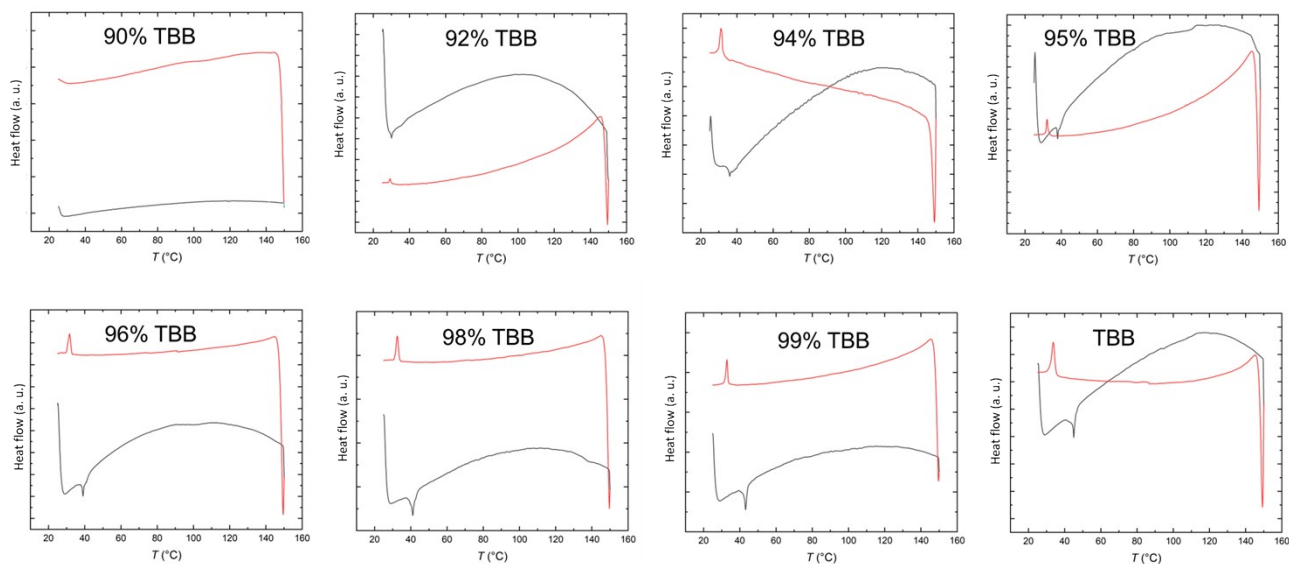 90% TBB
Heat flow (a. u.)
20 40 60 80 100 120 140 160
T (°C)
92% TBB
Heat flow (a. u.)
20 40 60 80 100 120 140 160
T (°C)
94% TBB
Heat flow (a. u.)
20 40 60 80 100 120 140 160
T (°C)
95% TBB
Heat flow (a. u.)
20 40 60 80 100 120 140 160
T (°C)
96% TBB
Heat flow (a. u.)
20 40 60 80 100 120 140 160
T (°C)
98% TBB
Heat flow (a. u.)
20 40 60 80 100 120 140 160
T (°C)
99% TBB
Heat flow (a. u.)
20 40 60 80 100 120 140 160
T (°C)
TBB
Heat flow (a. u.)
20 40 60 80 100 120 140 160
T (°C)